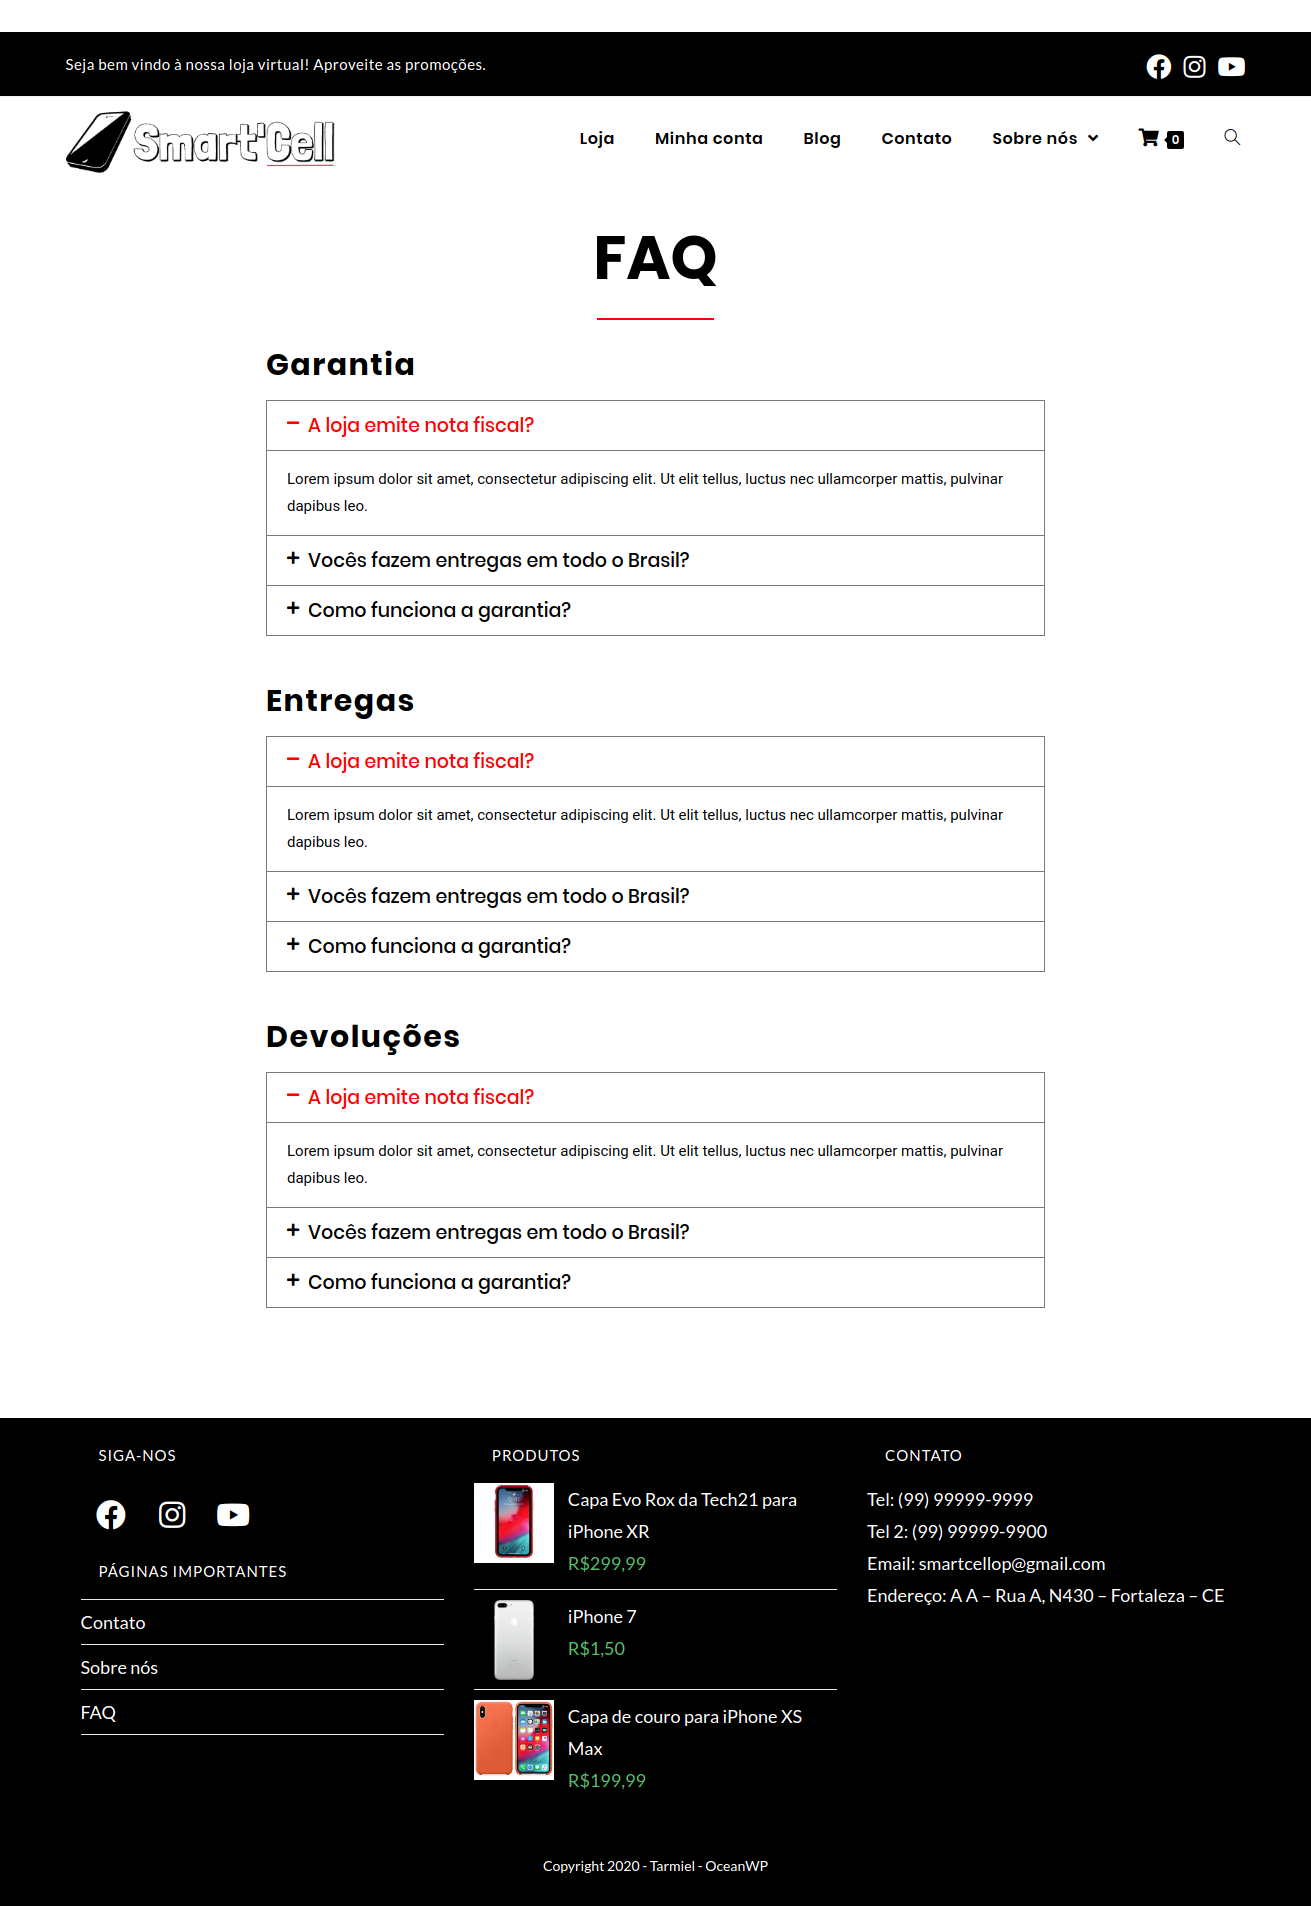 Seja bem vindo à nossa loja virtual! Aproveite as promoções.
Smart'Cell
Loja Minha conta Blog Contato Sobre nós 0
FAQ
Garantia
A loja emite nota fiscal?
Lorem ipsum dolor sit amet, consectetur adipiscing elit. Ut elit tellus, luctus nec ullamcorper mattis, pulvinar
dapibus leo.
Vocês fazem entregas em todo o Brasil?
Como funciona a garantia?
Entregas
A loja emite nota fiscal?
Lorem ipsum dolor sit amet, consectetur adipiscing elit. Ut elit tellus, luctus nec ullamcorper mattis, pulvinar
dapibus leo.
Vocês fazem entregas em todo o Brasil?
Como funciona a garantia?
Devoluções
A loja emite nota fiscal?
Lorem ipsum dolor sit amet, consectetur adipiscing elit. Ut elit tellus, luctus nec ullamcorper mattis, pulvinar
dapibus leo.
Vocês fazem entregas em todo o Brasil?
Como funciona a garantia?
SIGA-NOS
PÁGINAS IMPORTANTES
Contato
Sobre nós
FAQ
PRODUTOS
Capa Evo Rox da Tech21 para
iPhone XR
R$299,99
iPhone 7
R$1,50
Capa de couro para iPhone XS
Max
R$199,99
CONTATO
Tel: (99) 99999-9999
Tel 2: (99) 99999-9900
Email: smartcellop@gmail.com
Endereço: A A – Rua A, N430 – Fortaleza – CE
Copyright 2020 - Tarmiel - OceanWP